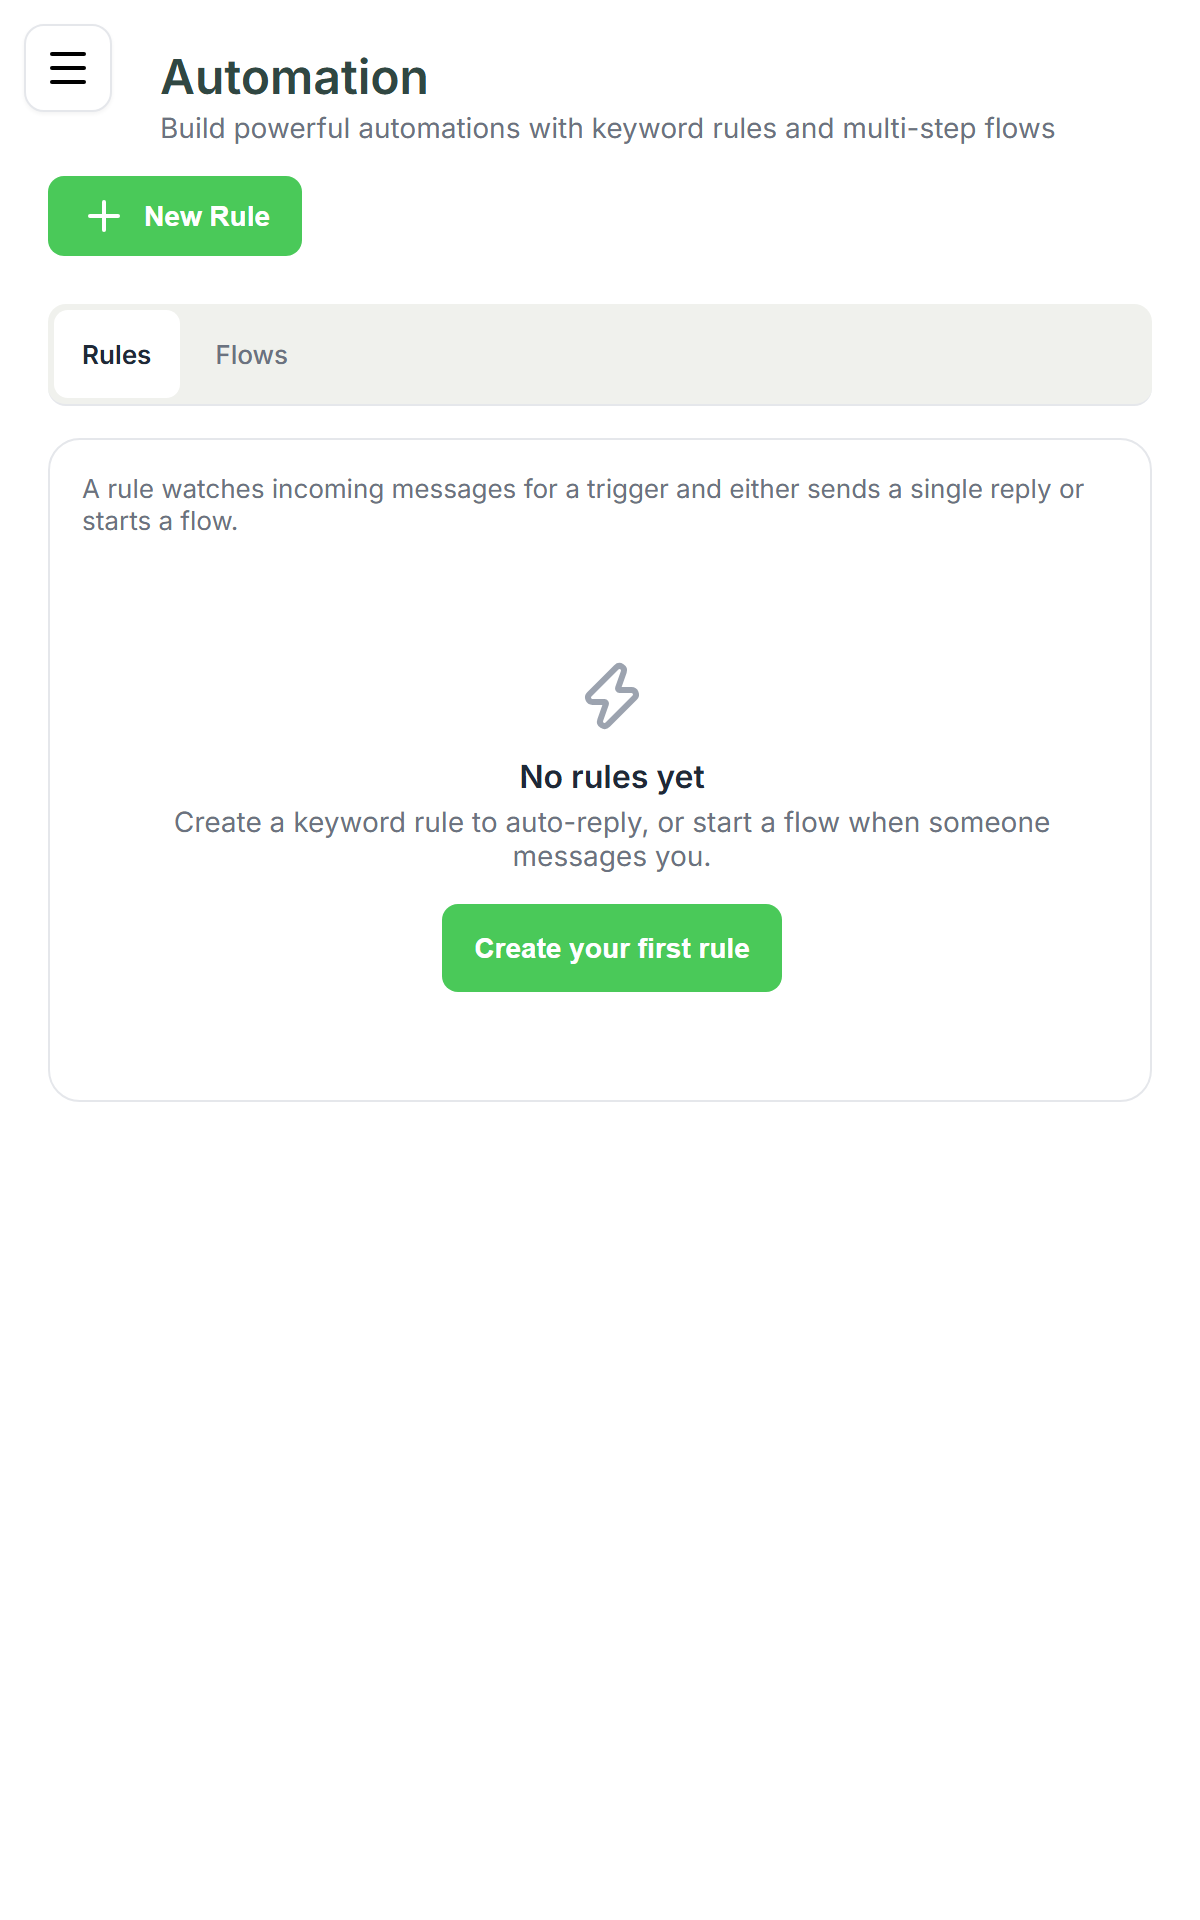 Automation
Build powerful automations with keyword rules and multi-step flows
New Rule
Rules
Flows
A rule watches incoming messages for a trigger and either sends a single reply or
starts a flow.
No rules yet
Create a keyword rule to auto-reply, or start a flow when someone
messages you.
Create your first rule